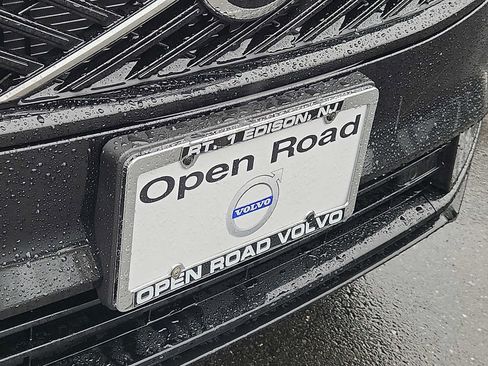 RT. 1 EDISON, NJ
Open Road
VOLVO
OPEN ROAD VOLVO